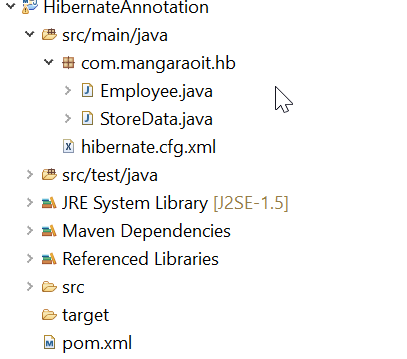 HibernateAnnotation
src/main/java
com.mangaraoit.hb
Employee.java
StoreData.java
hibernate.cfg.xml
src/test/java
JRE System Library [J2SE-1.5]
Maven Dependencies
Referenced Libraries
src
target
pom.xml